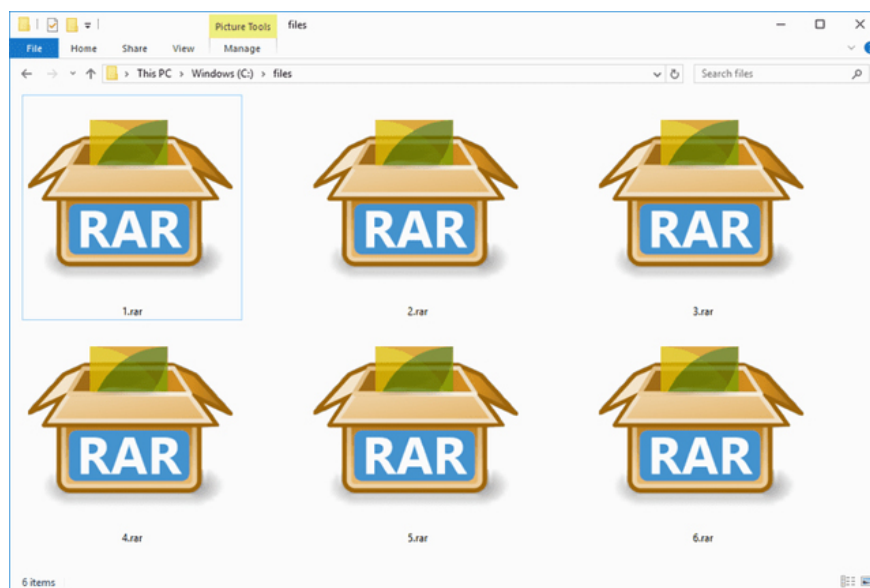 Picture Tools files
File Home Share View Manage
This PC > Windows (C:) > files Search files
RAR RAR RAR
1.rar 2.rar 3.rar
RAR RAR RAR
4.rar 5.rar 6.rar
6 items